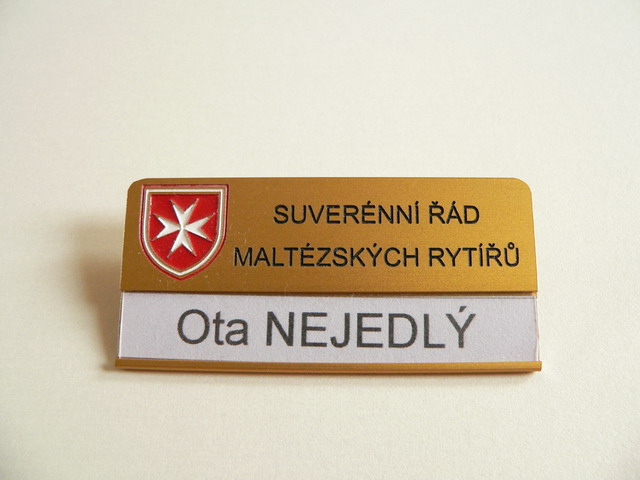 SUVERÉNNÍ ŘÁD
MALTÉZSKÝCH RYTÍŘŮ
Ota NEJEDLÝ